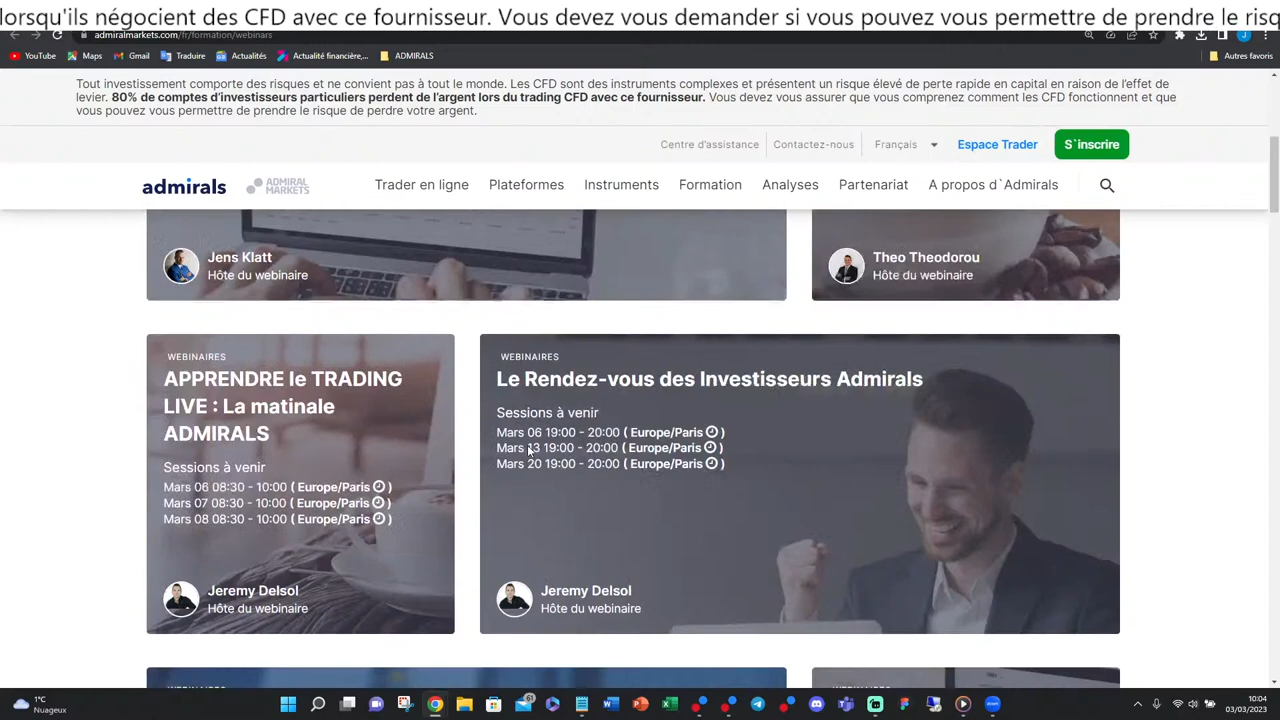 lorsqu'ils négocient des CFD avec ce fournisseur. Vous devez vous demander si vous pouvez vous permettre de prendre le risq
admiralmarkets.com/fr/formation/webinars
YouTube Maps Gmail Traduire Actualités Actualité financière,... ADMIRALS Autres favoris
Tout investissement comporte des risques et ne convient pas à tout le monde. Les CFD sont des instruments complexes et présentent un risque élevé de perte rapide en capital en raison de l'effet de
levier. 80% de comptes d'investisseurs particuliers perdent de l'argent lors du trading CFD avec ce fournisseur. Vous devez vous assurer que vous comprenez comment les CFD fonctionnent et que
vous pouvez vous permettre de prendre le risque de perdre votre argent.
Centre d'assistance Contactez-nous Français Espace Trader S`inscrire
admirals ADMIRAL MARKETS Trader en ligne Plateformes Instruments Formation Analyses Partenariat A propos d`Admirals
Jens Klatt
Hôte du webinaire
Theo Theodorou
Hôte du webinaire
WEBINAIRES
APPRENDRE le TRADING
LIVE : La matinale
ADMIRALS
Sessions à venir
Mars 06 08:30 - 10:00 ( Europe/Paris )
Mars 07 08:30 - 10:00 ( Europe/Paris )
Mars 08 08:30 - 10:00 ( Europe/Paris )
Jeremy Delsol
Hôte du webinaire
WEBINAIRES
Le Rendez-vous des Investisseurs Admirals
Sessions à venir
Mars 06 19:00 - 20:00 ( Europe/Paris )
Mars 13 19:00 - 20:00 ( Europe/Paris )
Mars 20 19:00 - 20:00 ( Europe/Paris )
Jeremy Delsol
Hôte du webinaire
1°C
Nuageux
61
10:04
03/03/2023